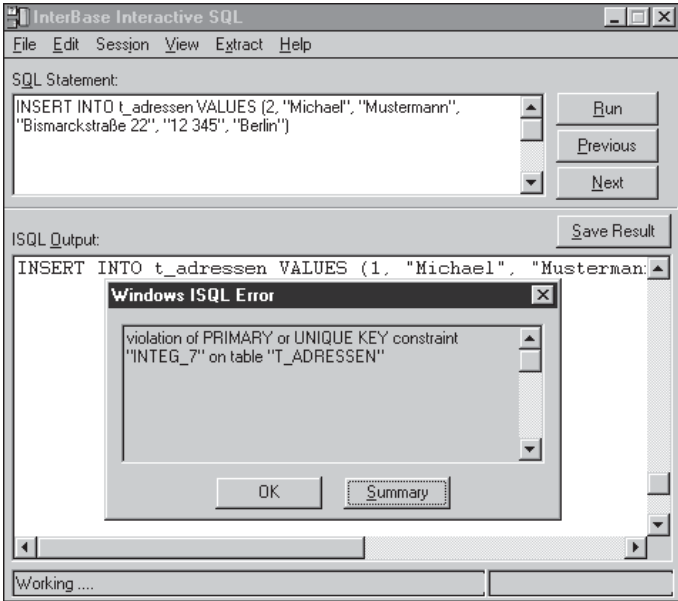 InterBase Interactive SQL
File Edit Session View Extract Help
SQL Statement:
INSERT INTO t_adressen VALUES (2, "Michael", "Mustermann",
"Bismarckstraße 22", "12 345", "Berlin")
Run
Previous
Next
Save Result
ISQL Output:
INSERT INTO t_adressen VALUES (1, "Michael", "Musterman
Windows ISQL Error
violation of PRIMARY or UNIQUE KEY constraint
"INTEG_7" on table "T_ADRESSEN"
OK
Summary
Working ....